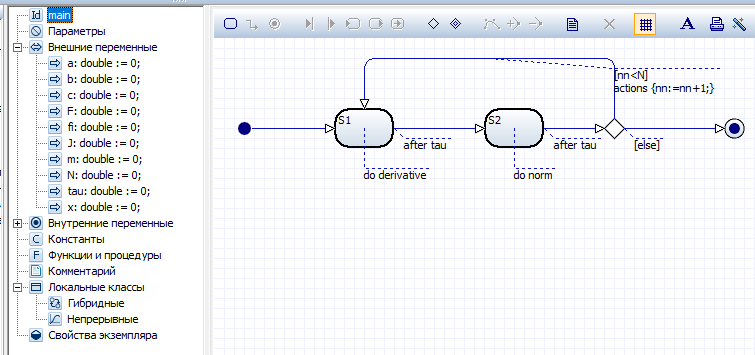 Id main
Параметры
Внешние переменные
a: double := 0;
b: double := 0;
c: double := 0;
F: double := 0;
fi: double := 0;
J: double := 0;
m: double := 0;
N: double := 0;
tau: double := 0;
x: double := 0;
Внутренние переменные
C Константы
F Функции и процедуры
Комментарий
Локальные классы
Гибридные
Непрерывные
Свойства экземпляра
A
[nn<N]
actions {nn:=nn+1;}
S1
S2
after tau
after tau
[else]
do derivative
do norm